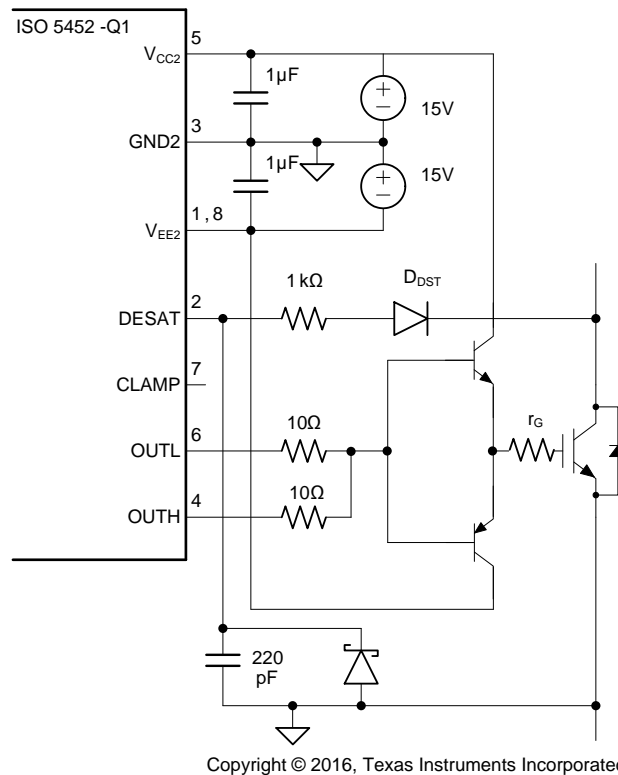 ISO 5452 -Q1
5
VCC2
1µF
15V
3
GND2
1µF
15V
1 , 8
VEE2
1 kΩ
DDST
2
DESAT
7
CLAMP
10Ω
rG
6
OUTL
10Ω
4
OUTH
220
pF
Copyright © 2016, Texas Instruments Incorporated